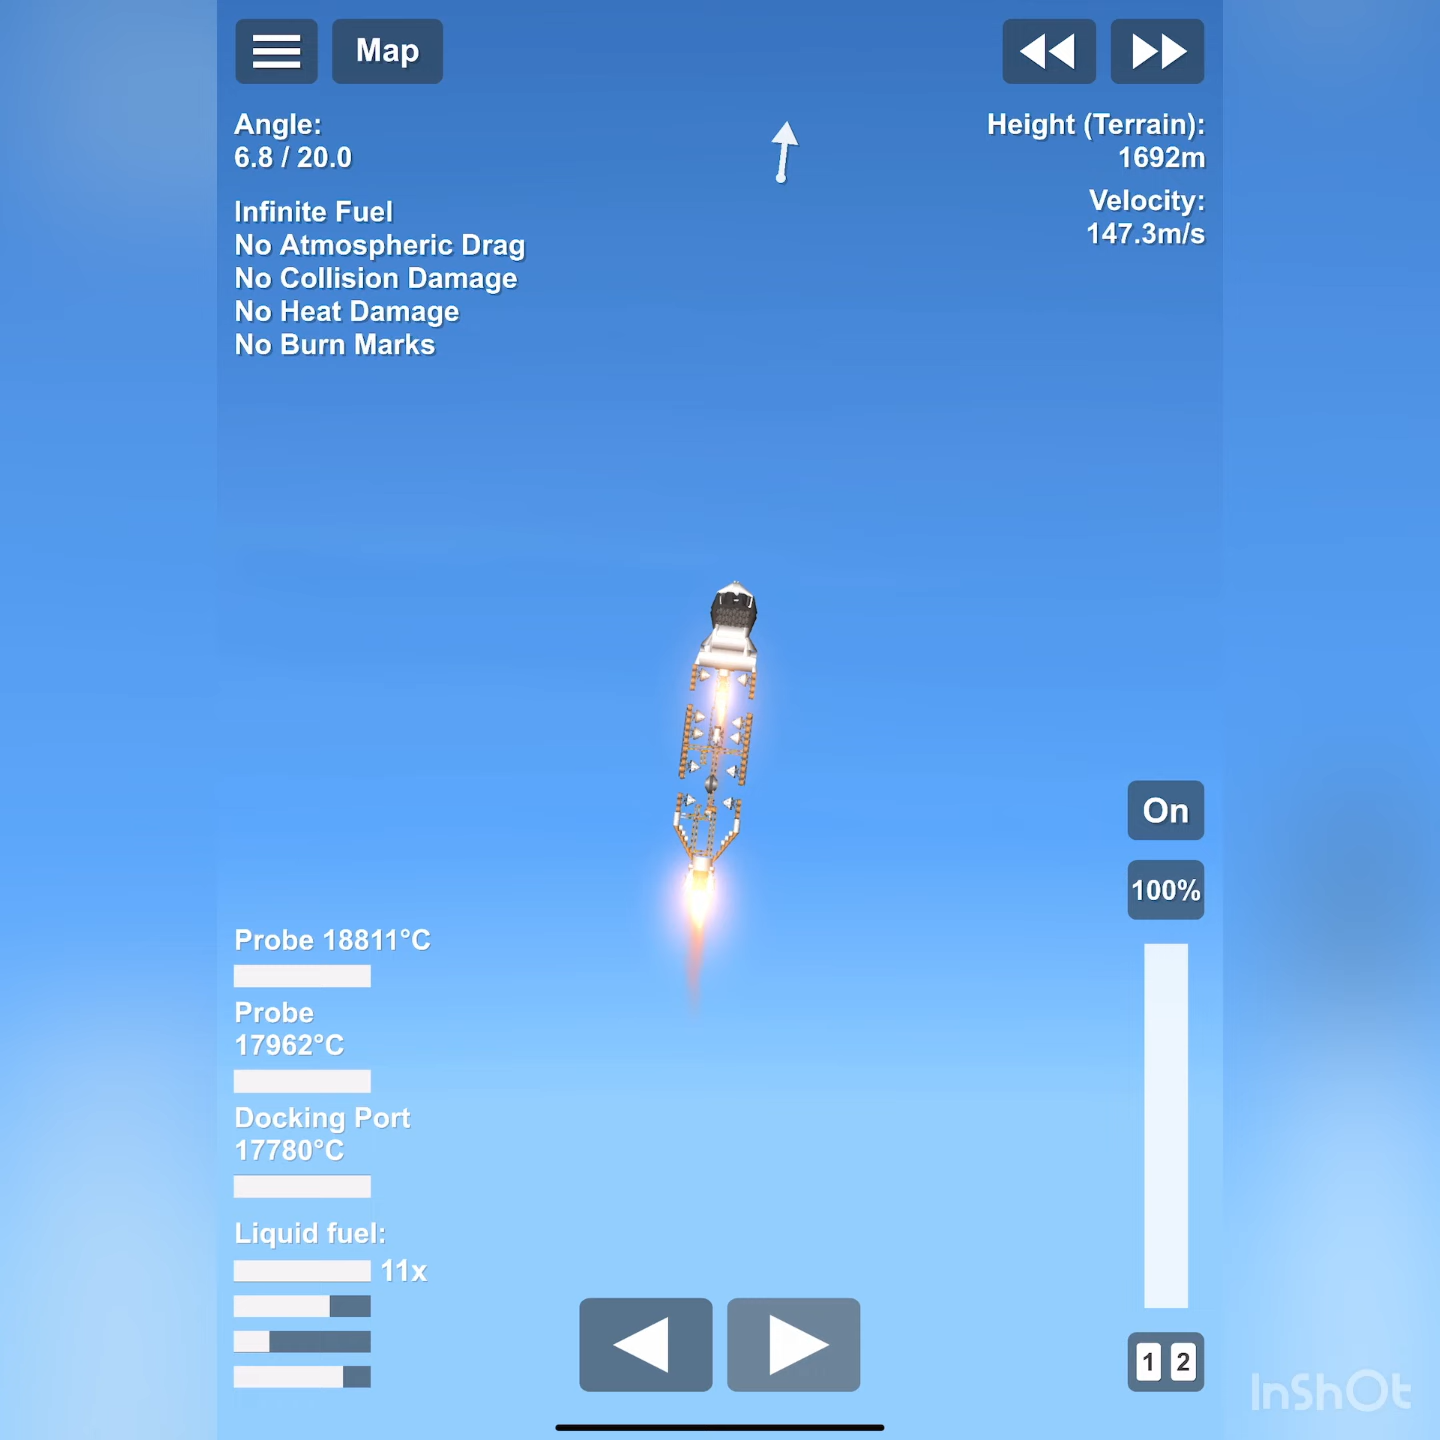 Map
Angle:
6.8 / 20.0
Infinite Fuel
No Atmospheric Drag
No Collision Damage
No Heat Damage
No Burn Marks
Height (Terrain):
1692m
Velocity:
147.3m/s
On
100%
Probe 18811°C
Probe
17962°C
Docking Port
17780°C
Liquid fuel:
11x
1 2
InShOt